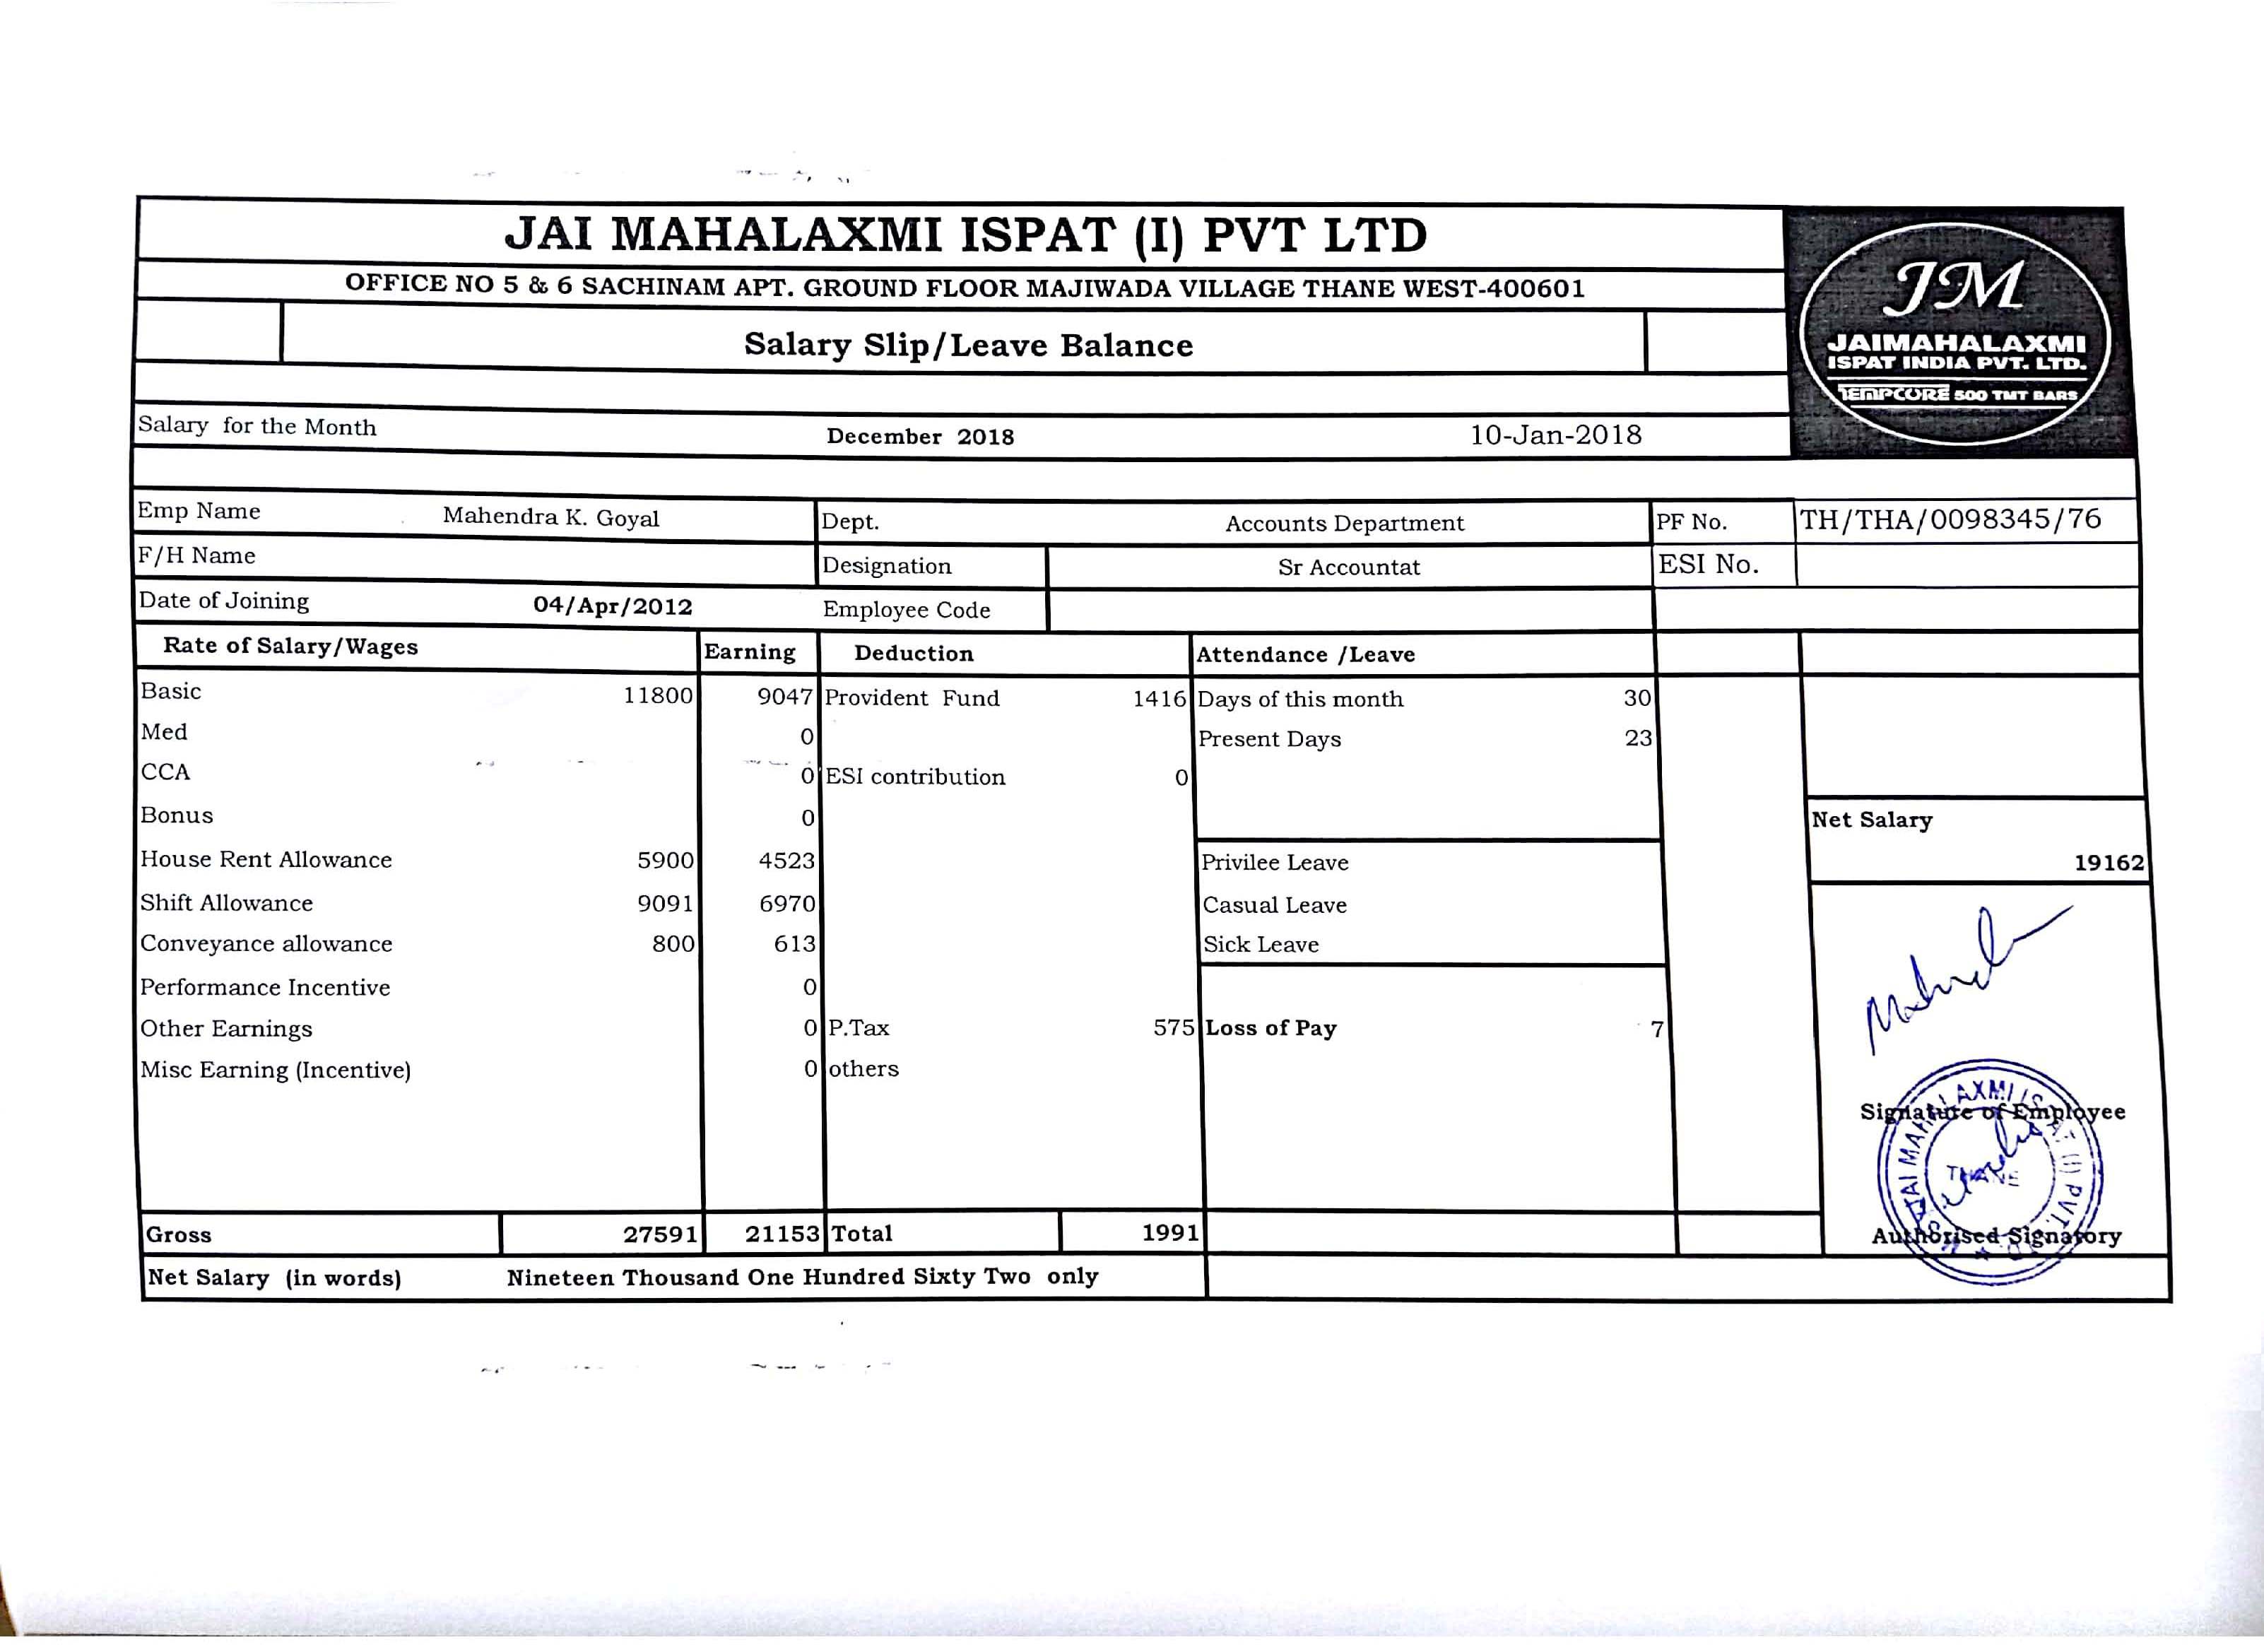 JAI MAHALAXMI ISPAT (I) PVT LTD
OFFICE NO 5 & 6 SACHINAM APT. GROUND FLOOR MAJIWADA VILLAGE THANE WEST-400601
Salary Slip/Leave Balance
JM
JAIMAHALAXMI
ISPAT INDIA PVT. LTD.
TEMPCORE 500 TMT BARS
Salary for the Month December 2018 10-Jan-2018
Emp Name Mahendra K. Goyal Dept. Accounts Department PF No. TH/THA/0098345/76
F/H Name Designation Sr Accountat ESI No.
Date of Joining 04/Apr/2012 Employee Code
Rate of Salary/Wages Earning Deduction Attendance /Leave
Basic 11800 9047 Provident Fund 1416 Days of this month 30
Med 0 Present Days 23
CCA 0 ESI contribution 0
Bonus 0 Net Salary
House Rent Allowance 5900 4523 Privilee Leave 19162
Shift Allowance 9091 6970 Casual Leave
Conveyance allowance 800 613 Sick Leave
Performance Incentive 0
Other Earnings 0 P.Tax 575 Loss of Pay 7
Misc Earning (Incentive) 0 others
Signature of Employee
JAI MAHALAXMI ISPAT (I) PVT. LTD.
THANE
Authorised Signatory
Gross 27591 21153 Total 1991
Net Salary (in words) Nineteen Thousand One Hundred Sixty Two only